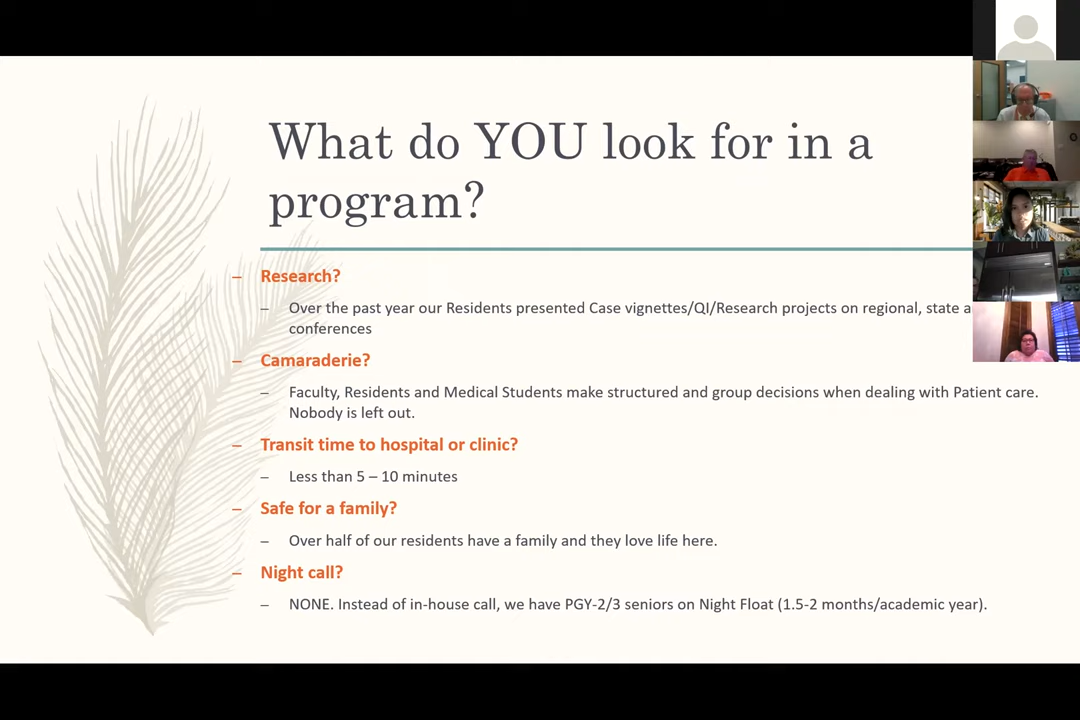 What do YOU look for in a
program?
– Research?
– Over the past year our Residents presented Case vignettes/QI/Research projects on regional, state a
conferences
– Camaraderie?
– Faculty, Residents and Medical Students make structured and group decisions when dealing with Patient care.
Nobody is left out.
– Transit time to hospital or clinic?
– Less than 5 – 10 minutes
– Safe for a family?
– Over half of our residents have a family and they love life here.
– Night call?
– NONE. Instead of in-house call, we have PGY-2/3 seniors on Night Float (1.5-2 months/academic year).